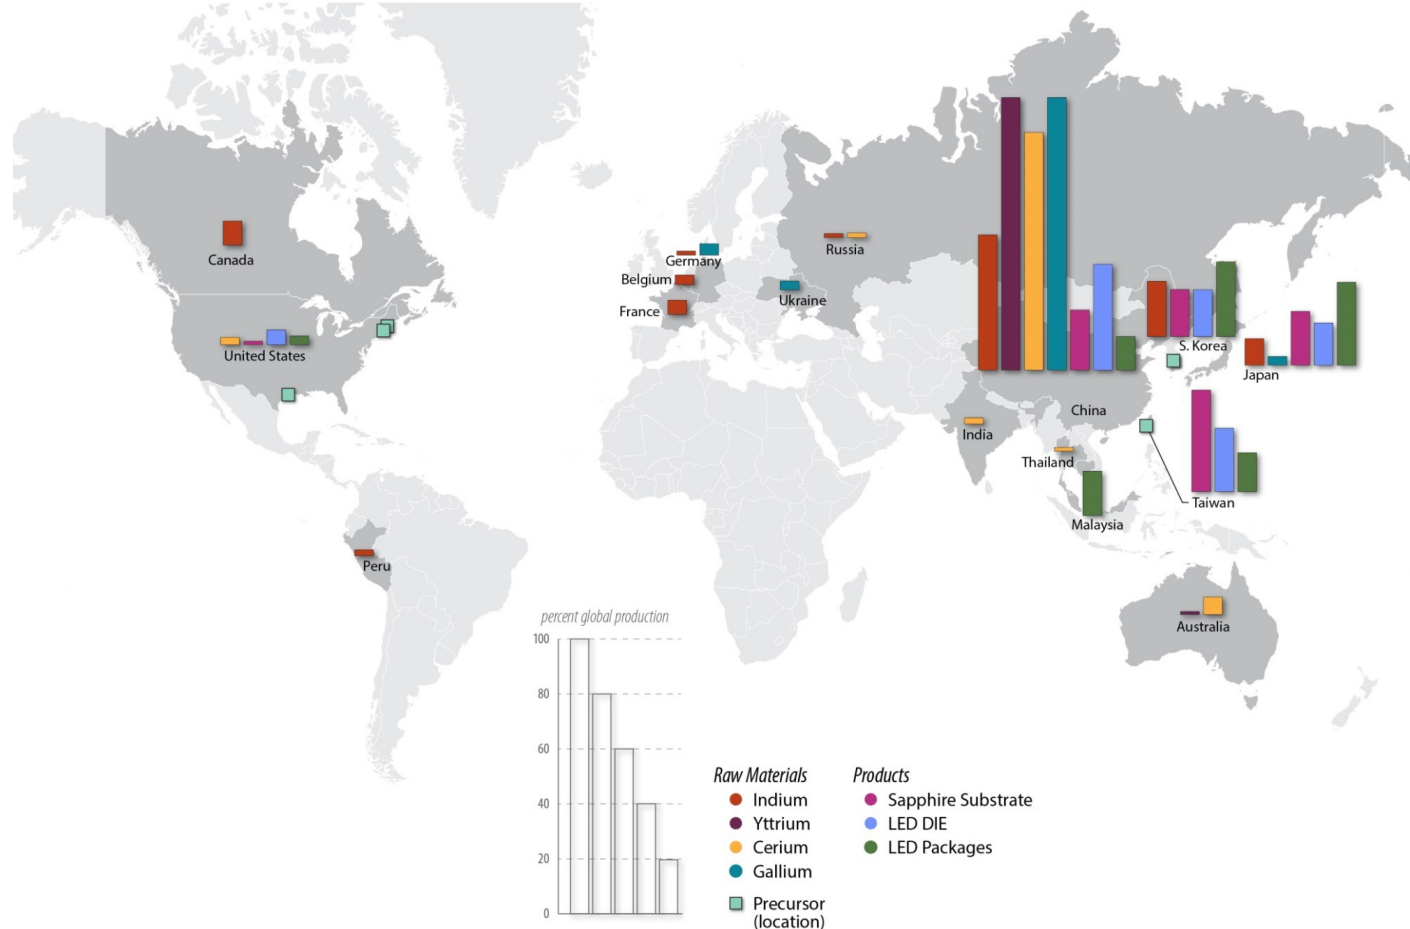 Canada
United States
Peru
Germany
Belgium
France
Ukraine
Russia
S. Korea
Japan
China
India
Thailand
Taiwan
Malaysia
Australia
percent global production
100
80
60
40
20
0
Raw Materials
Indium
Yttrium
Cerium
Gallium
Precursor
(location)
Products
Sapphire Substrate
LED DIE
LED Packages